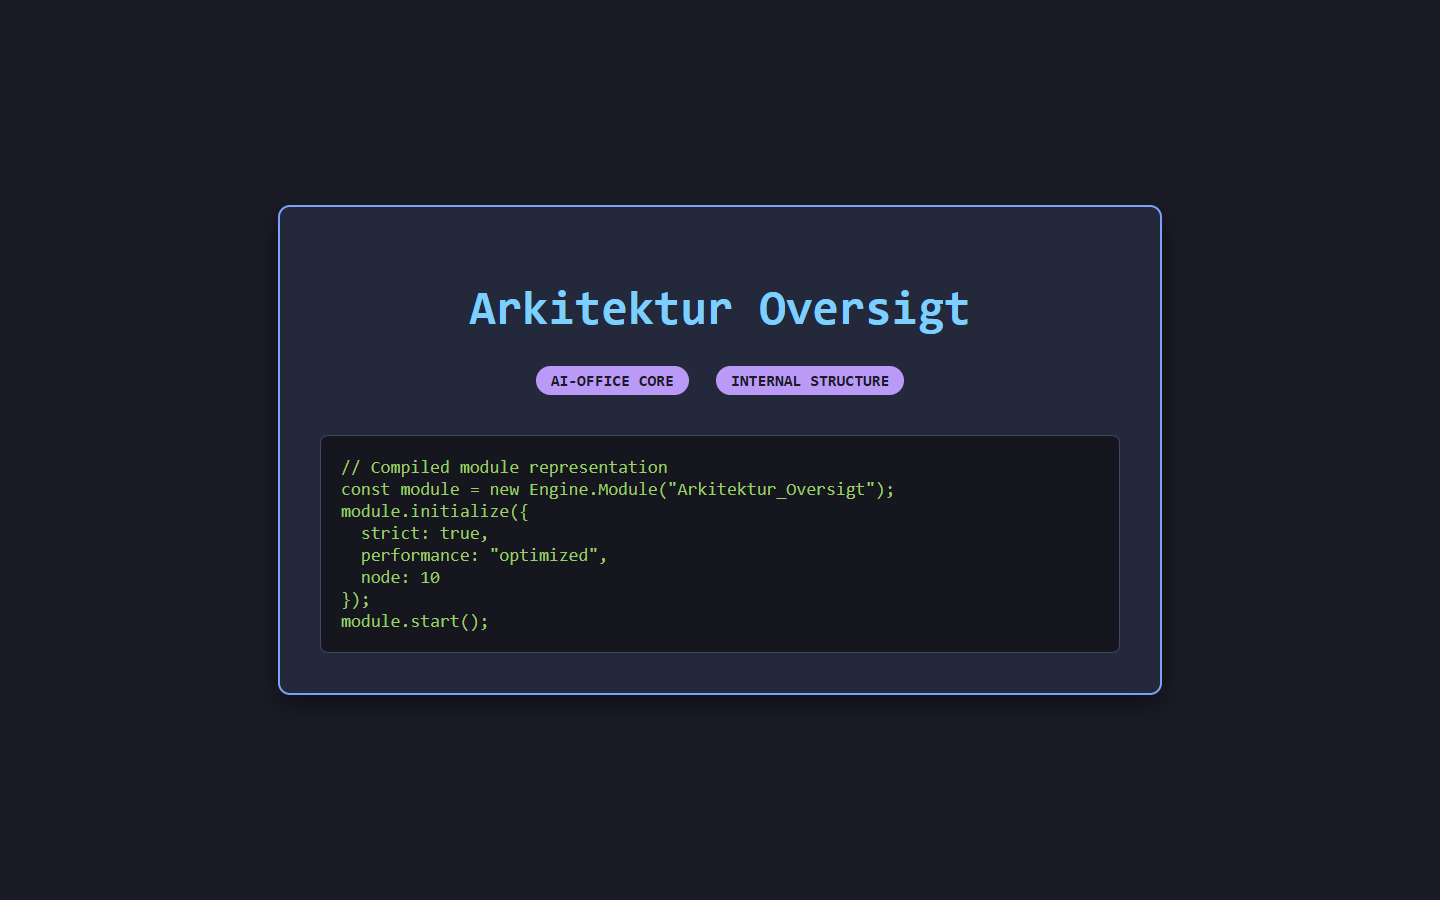 Arkitektur Oversigt
AI-OFFICE CORE INTERNAL STRUCTURE
// Compiled module representation
const module = new Engine.Module("Arkitektur_Oversigt");
module.initialize({
  strict: true,
  performance: "optimized",
  node: 10
});
module.start();